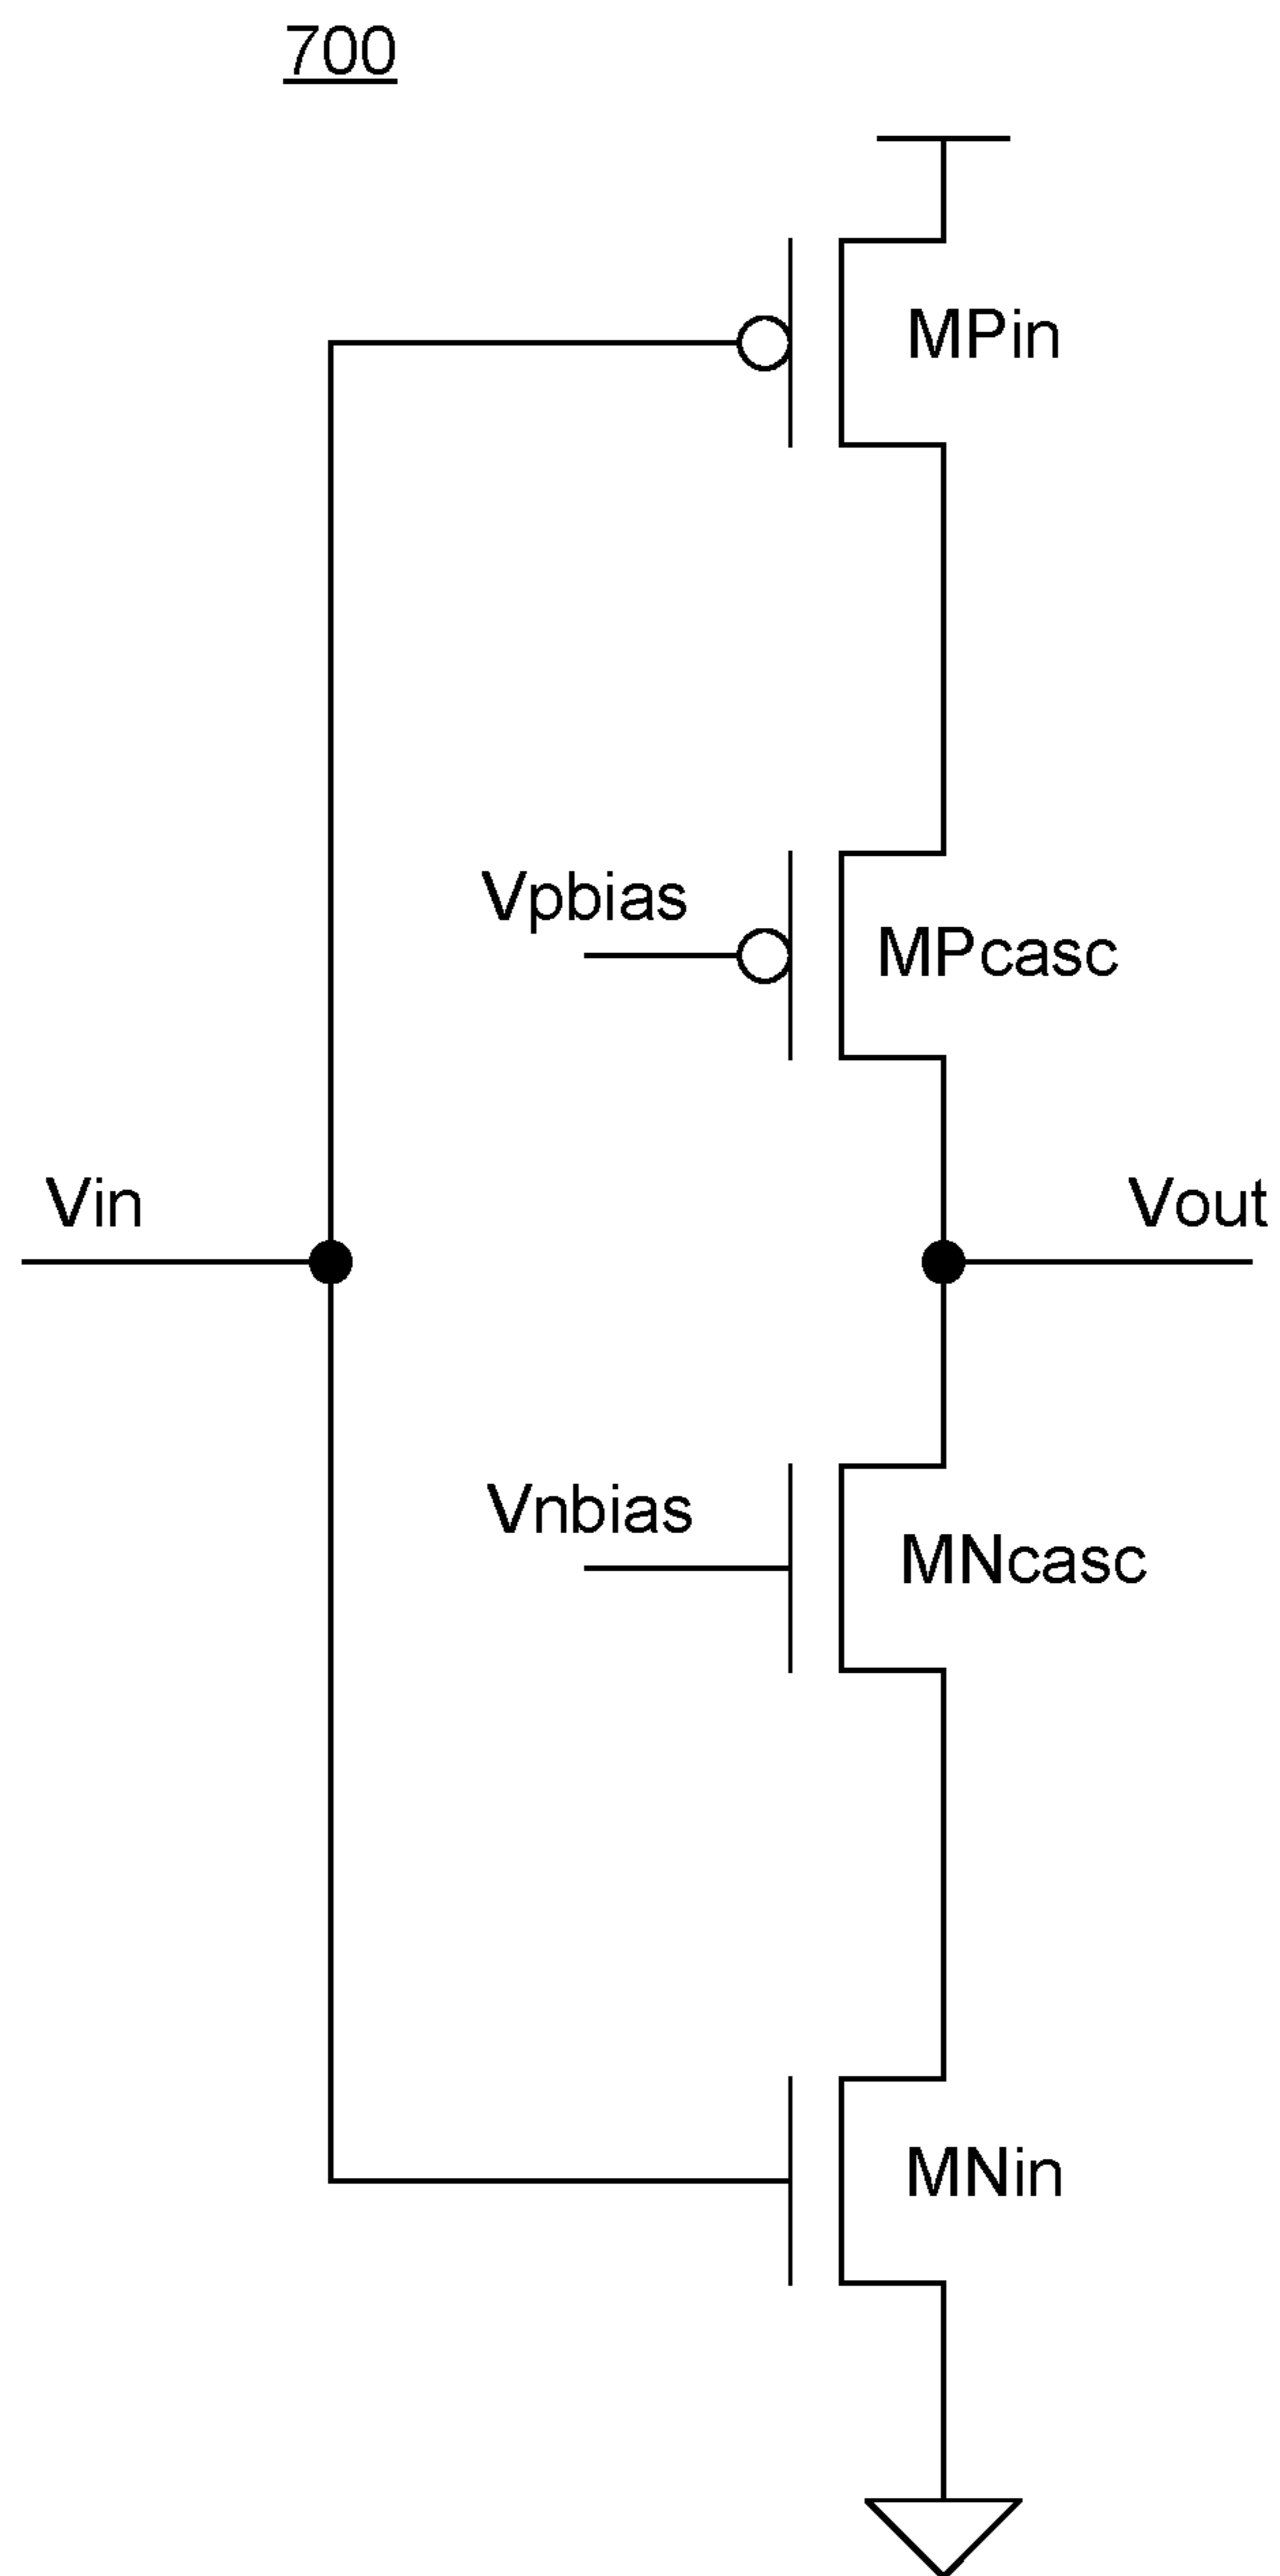 700
MPin
Vpbias
MPcasc
Vin
Vout
Vnbias
MNcasc
MNin